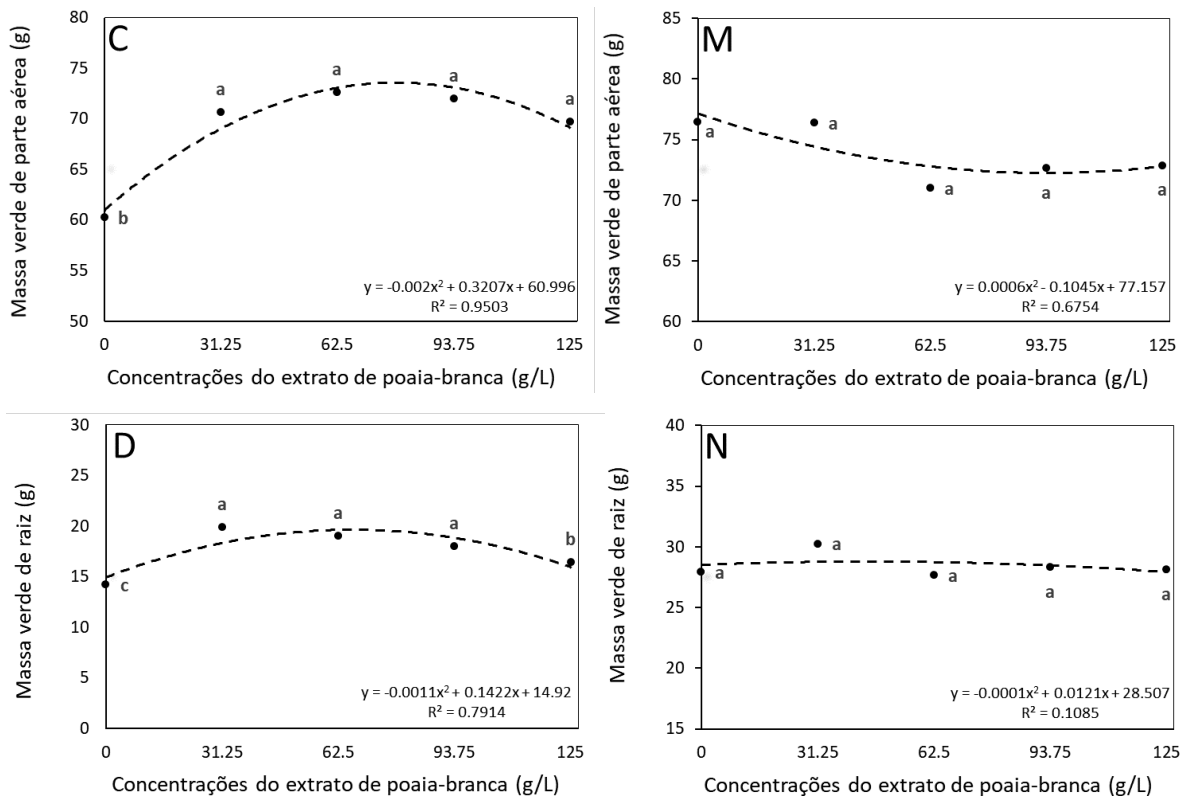 C
Massa verde de parte aérea (g)
80
75
70
65
60
55
50
b
a
a
a
a
y = -0.002x² + 0.3207x + 60.996
R² = 0.9503
0
31.25
62.5
93.75
125
Concentrações do extrato de poaia-branca (g/L)
M
Massa verde de parte aérea (g)
85
80
75
70
65
60
a
a
a
a
a
y = 0.0006x² - 0.1045x + 77.157
R² = 0.6754
0
31.25
62.5
93.75
125
Concentrações do extrato de poaia-branca (g/L)
D
Massa verde de raiz (g)
30
25
20
15
10
5
0
c
a
a
a
b
y = -0.0011x² + 0.1422x + 14.92
R² = 0.7914
0
31.25
62.5
93.75
125
Concentrações do extrato de poaia-branca (g/L)
N
Massa verde de raiz (g)
40
35
30
25
20
15
a
a
a
a
a
y = -0.0001x² + 0.0121x + 28.507
R² = 0.1085
0
31.25
62.5
93.75
125
Concentrações do extrato de poaia-branca (g/L)